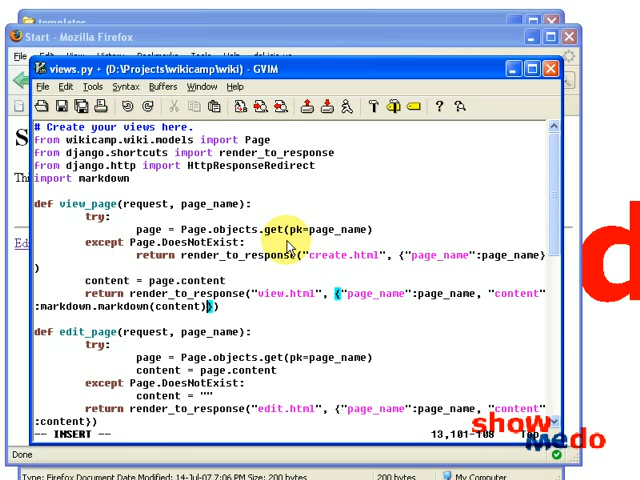 templates
Start - Mozilla Firefox
File
views.py + (D:\Projects\wikicamp\wiki) - GVIM
File Edit Tools Syntax Buffers Window Help
# Create your views here.
from wikicamp.wiki.models import Page
from django.shortcuts import render_to_response
from django.http import HttpResponseRedirect
import markdown
def view_page(request, page_name):
try:
page = Page.objects.get(pk=page_name)
except Page.DoesNotExist:
return render_to_response("create.html", {"page_name":page_name}
)
content = page.content
return render_to_response("view.html", {"page_name":page_name, "content"
:markdown.markdown(content)})
def edit_page(request, page_name):
try:
page = Page.objects.get(pk=page_name)
content = page.content
except Page.DoesNotExist:
content = ""
return render_to_response("edit.html", {"page_name":page_name, "content"
:content})
-- INSERT -- 13,101-108 Top
showmedo
Done
Type: Firefox Document Date Modified: 14-Jul-07 7:06 PM Size: 200 bytes 200 bytes My Computer